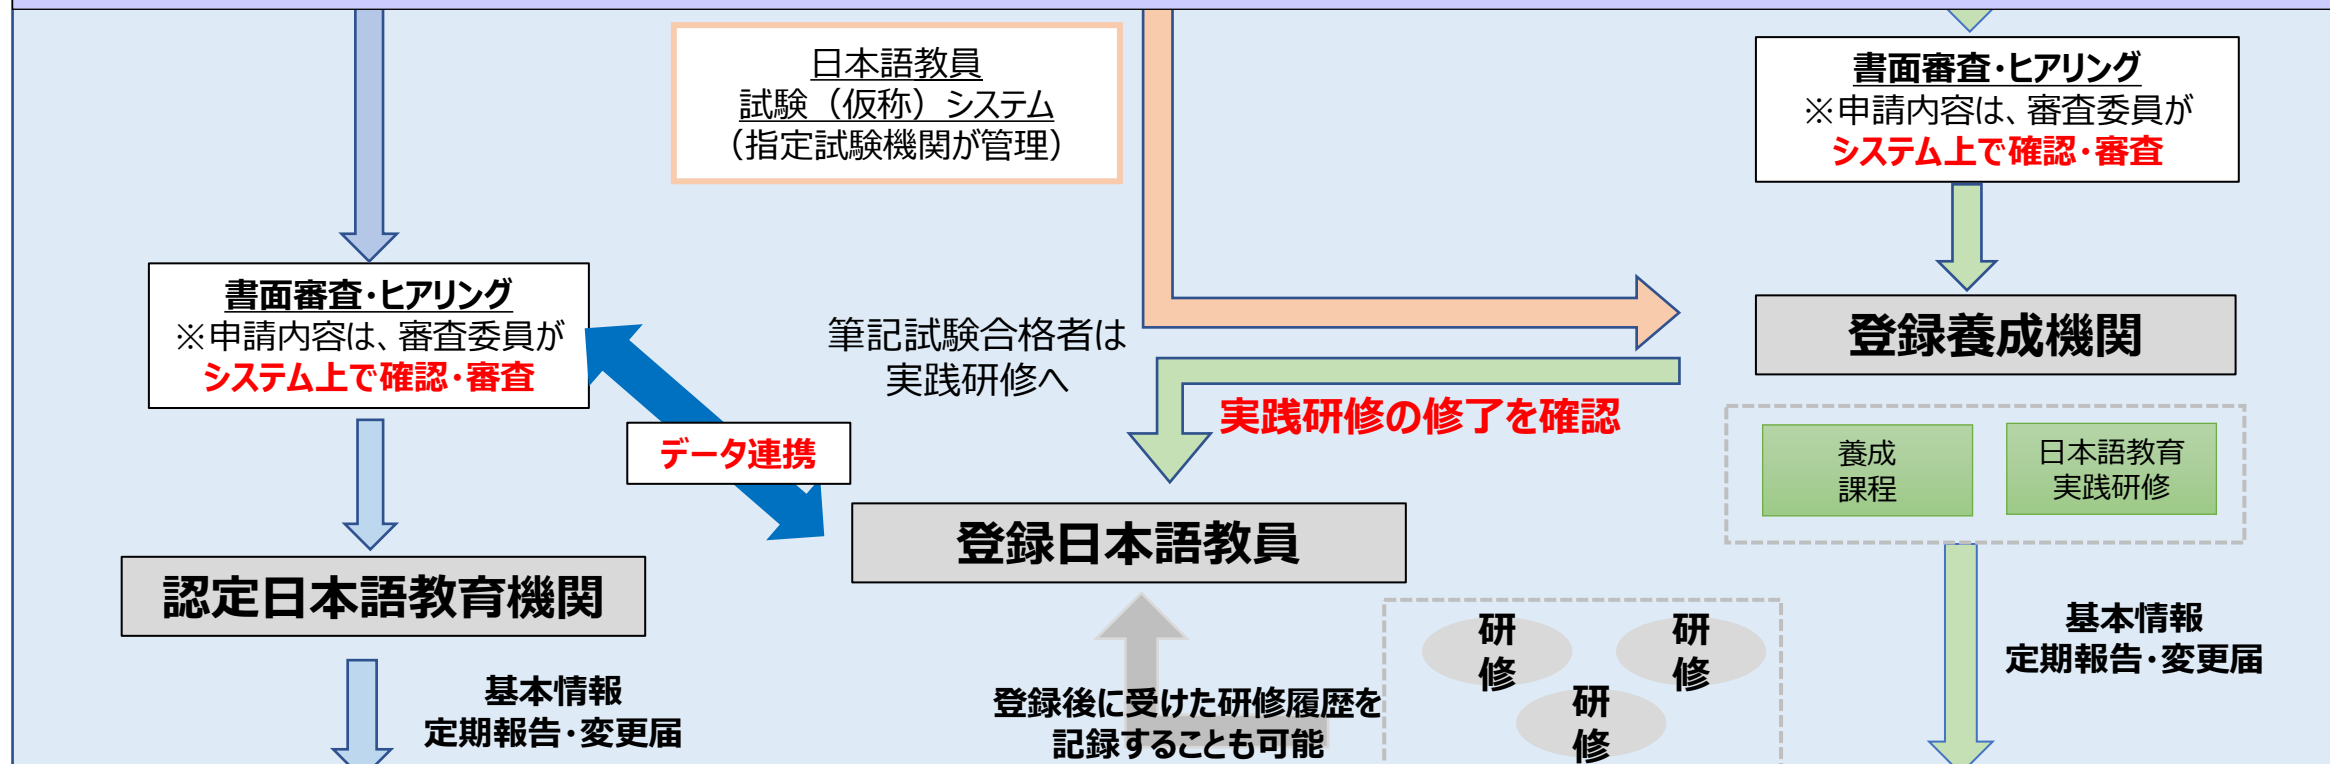 日本語教員
試験（仮称）システム
（指定試験機関が管理）
書面審査・ヒアリング
※申請内容は、審査委員が
システム上で確認・審査
書面審査・ヒアリング
※申請内容は、審査委員が
システム上で確認・審査
筆記試験合格者は
実践研修へ
登録養成機関
実践研修の修了を確認
データ連携
養成
課程
日本語教育
実践研修
登録日本語教員
認定日本語教育機関
基本情報
定期報告・変更届
登録後に受けた研修履歴を
記録することも可能
研
修
研
修
研
修
基本情報
定期報告・変更届